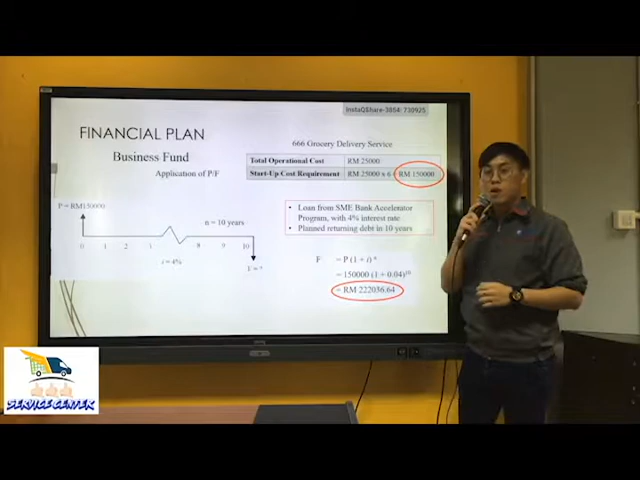 InstaQShare-3864: 730925
FINANCIAL PLAN
666 Grocery Delivery Service
Business Fund
Total Operational Cost RM 25000
Application of P/F
Start-Up Cost Requirement RM 25000 x 6 = RM 150000
P = RM150000
• Loan from SME Bank Accelerator
Program, with 4% interest rate
• Planned returning debt in 10 years
n = 10 years
0 1 2 8 9 10
i = 4%
F = ?
F = P (1 + i) ⁿ
= 150000 (1 + 0.04)¹⁰
= RM 222036.64
SERVICE CENTER